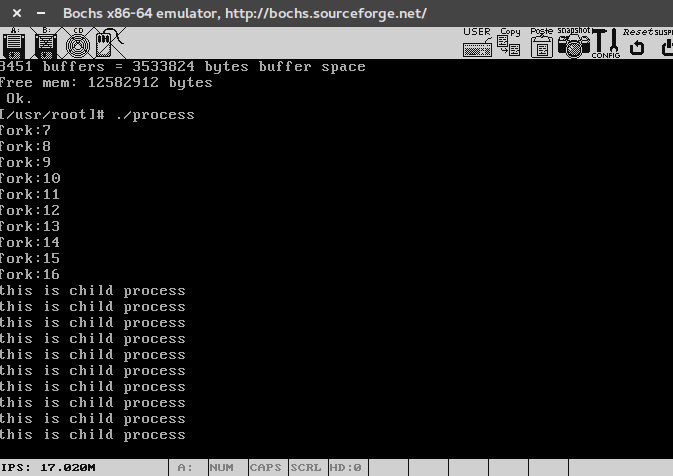 Bochs x86-64 emulator, http://bochs.sourceforge.net/
A: B: CD USER Copy Paste snapshot CONFIG Reset SUSP
3451 buffers = 3533824 bytes buffer space
Free mem: 12582912 bytes
Ok.
[/usr/root]# ./process
fork:7
fork:8
fork:9
fork:10
fork:11
fork:12
fork:13
fork:14
fork:15
fork:16
this is child process
this is child process
this is child process
this is child process
this is child process
this is child process
this is child process
this is child process
this is child process
this is child process
IPS: 17.020M A: NUM CAPS SCRL HD:0